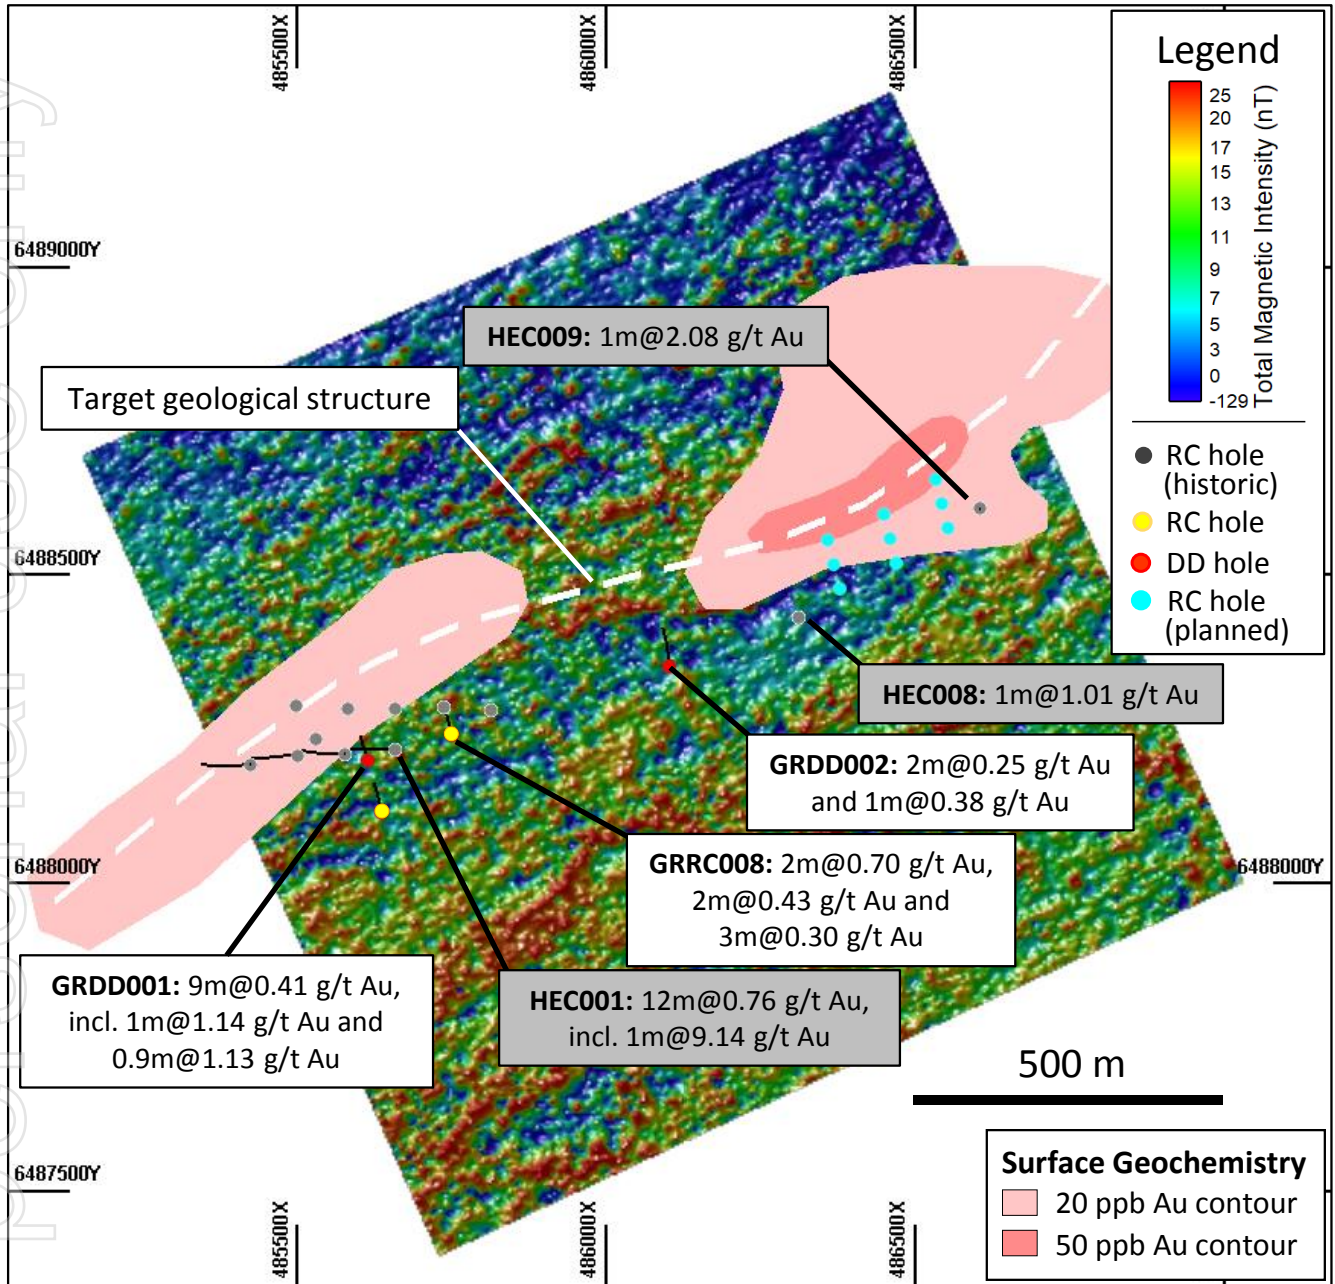 485500X
486000X
486500X
Legend
25
20
17
15
13
11
9
7
5
3
0
-129
Total Magnetic Intensity (nT)
RC hole
(historic)
RC hole
DD hole
RC hole
(planned)
6489000Y
HEC009: 1m@2.08 g/t Au
Target geological structure
6488500Y
HEC008: 1m@1.01 g/t Au
GRDD002: 2m@0.25 g/t Au
and 1m@0.38 g/t Au
GRRC008: 2m@0.70 g/t Au,
2m@0.43 g/t Au and
3m@0.30 g/t Au
6488000Y
6488000Y
GRDD001: 9m@0.41 g/t Au,
incl. 1m@1.14 g/t Au and
0.9m@1.13 g/t Au
HEC001: 12m@0.76 g/t Au,
incl. 1m@9.14 g/t Au
500 m
6487500Y
Surface Geochemistry
20 ppb Au contour
50 ppb Au contour
485500X
486000X
486500X